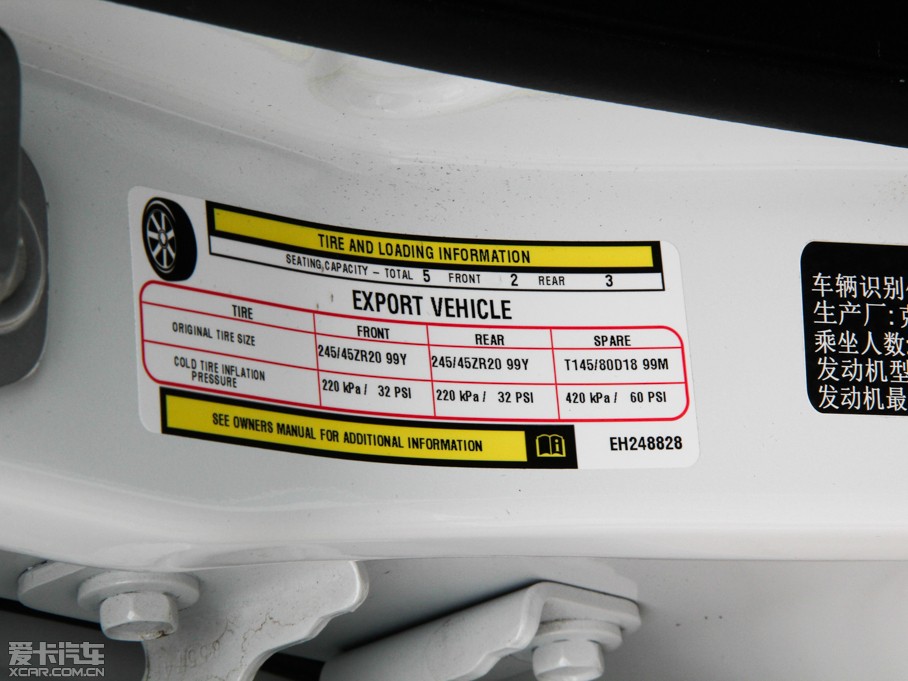 TIRE AND LOADING INFORMATION
SEATING CAPACITY – TOTAL 5 FRONT 2 REAR 3
EXPORT VEHICLE
TIRE FRONT REAR SPARE
ORIGINAL TIRE SIZE 245/45ZR20 99Y 245/45ZR20 99Y T145/80D18 99M
COLD TIRE INFLATION PRESSURE 220 kPa / 32 PSI 220 kPa / 32 PSI 420 kPa / 60 PSI
SEE OWNERS MANUAL FOR ADDITIONAL INFORMATION
EH248828
车辆识别
生产厂:克
乘坐人数:
发动机型
发动机最
爱卡汽车
XCAR.COM.CN